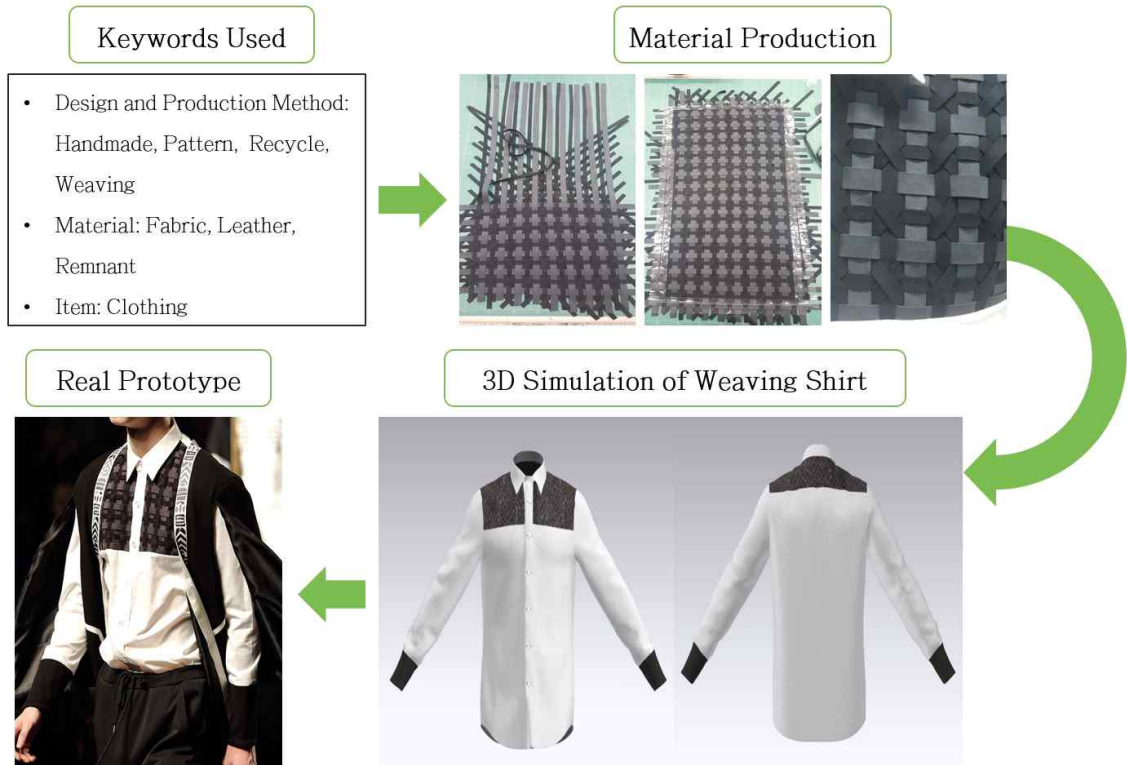 Keywords Used
Material Production
• Design and Production Method:
Handmade, Pattern, Recycle,
Weaving
• Material: Fabric, Leather,
Remnant
• Item: Clothing
Real Prototype
3D Simulation of Weaving Shirt